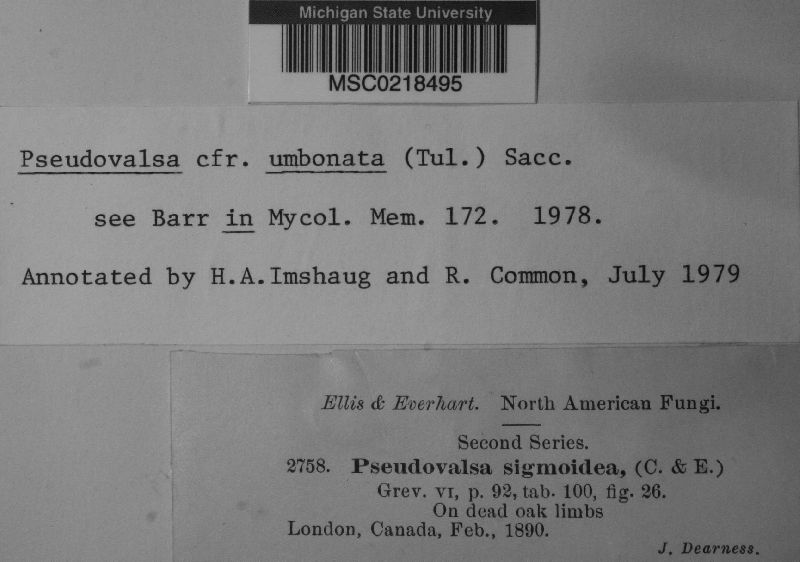 Michigan State University
MSC0218495
Pseudovalsa cfr. umbonata (Tul.) Sacc.
see Barr in Mycol. Mem. 172. 1978.
Annotated by H.A.Imshaug and R. Common, July 1979
Ellis & Everhart. North American Fungi.
Second Series.
2758. Pseudovalsa sigmoidea, (C. & E.)
Grev. VI, p. 92, tab. 100, fig. 26.
On dead oak limbs
London, Canada, Feb., 1890.
J. Dearness.